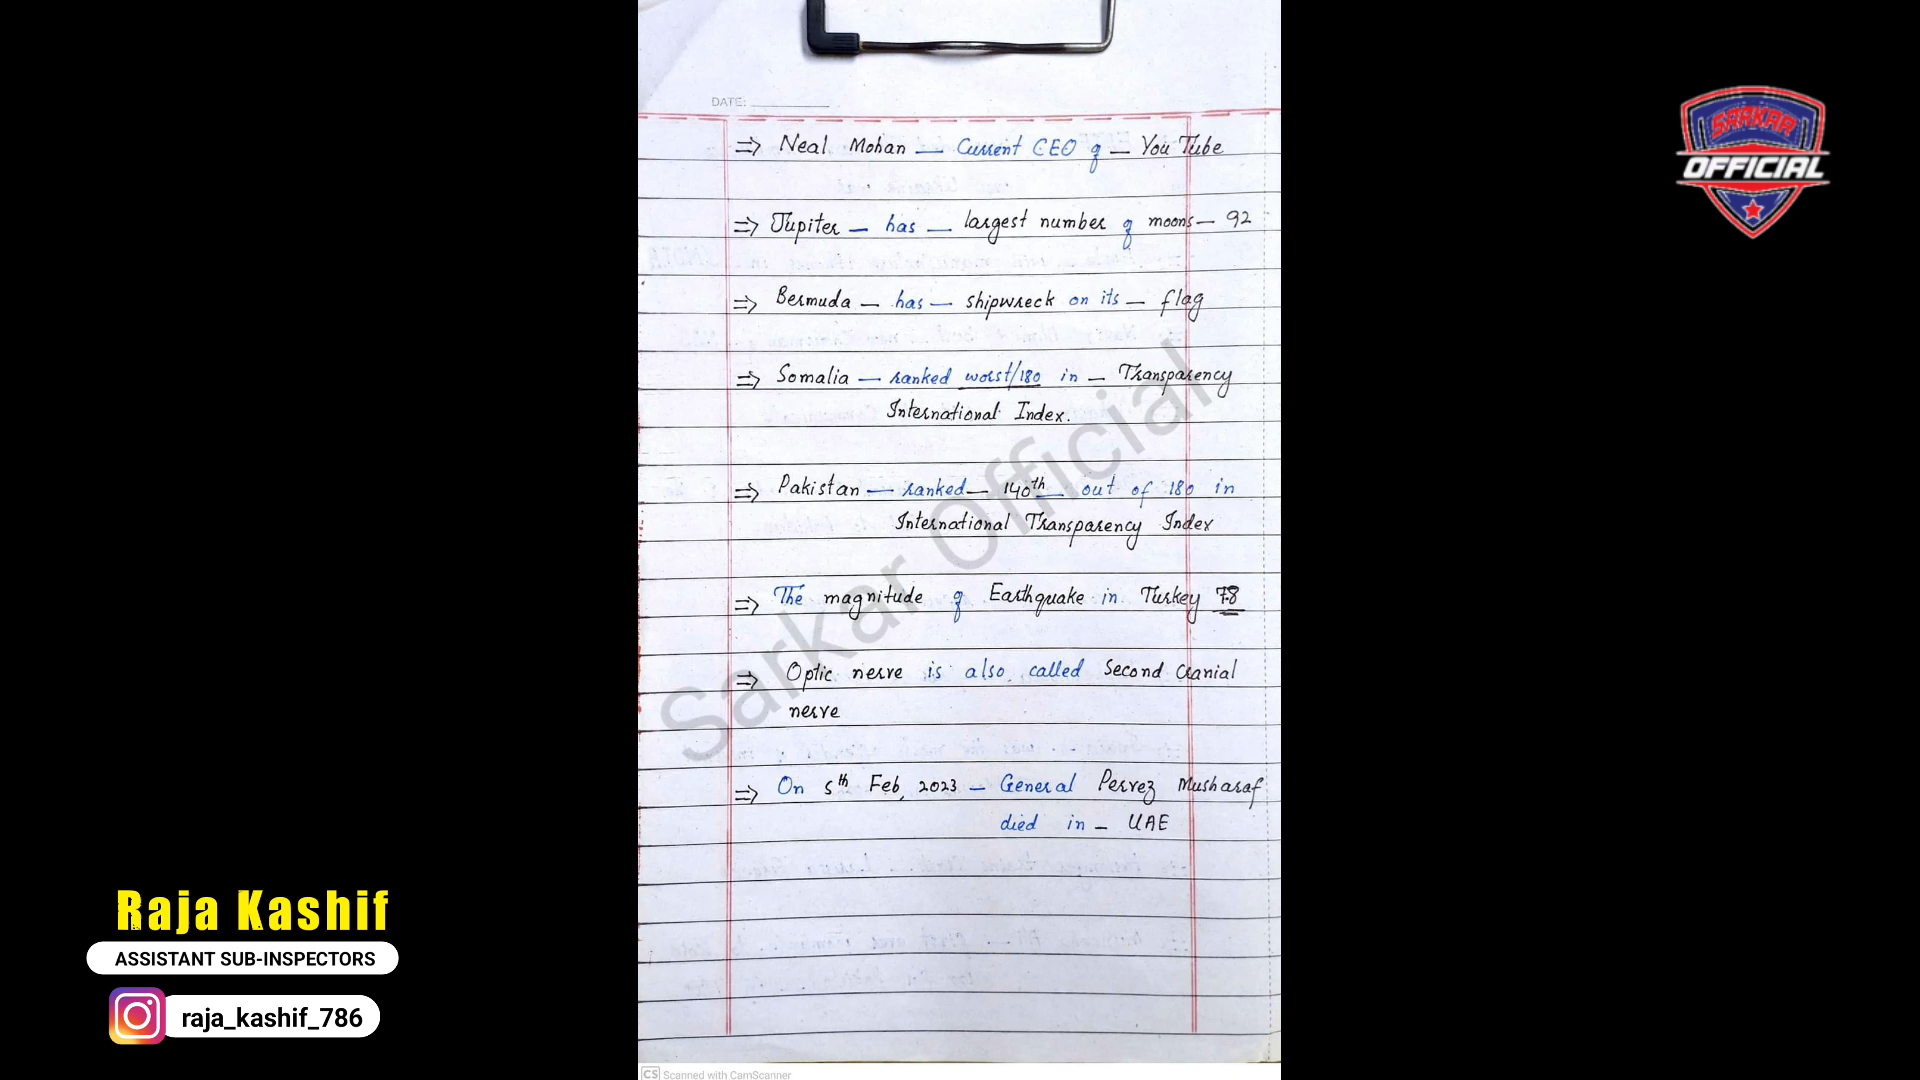 DATE:
⇒ Neal Mohan — Current CEO of — YouTube
⇒ Jupiter — has — largest number of moons — 92
⇒ Bermuda — has — shipwreck on its — flag
⇒ Somalia — ranked worst/180 in — Transparency
International Index.
⇒ Pakistan — ranked — 140th — out of 180 in
International Transparency Index
⇒ The magnitude of Earthquake in Turkey 7.8
⇒ Optic nerve is also called Second Cranial
nerve
⇒ On 5th Feb, 2023 — General Pervez Musharaf
died in — UAE
Sarkar Official
SARKAR
OFFICIAL
Raja Kashif
ASSISTANT SUB-INSPECTORS
raja_kashif_786
CS Scanned with CamScanner